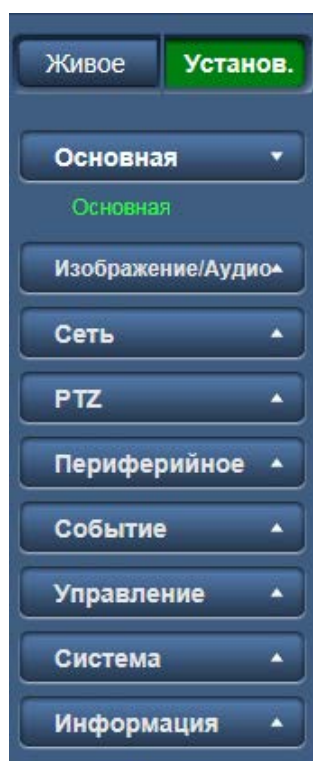 Живое Установ.
Основная
Основная
Изображение/Аудио
Сеть
PTZ
Периферийное
Событие
Управление
Система
Информация